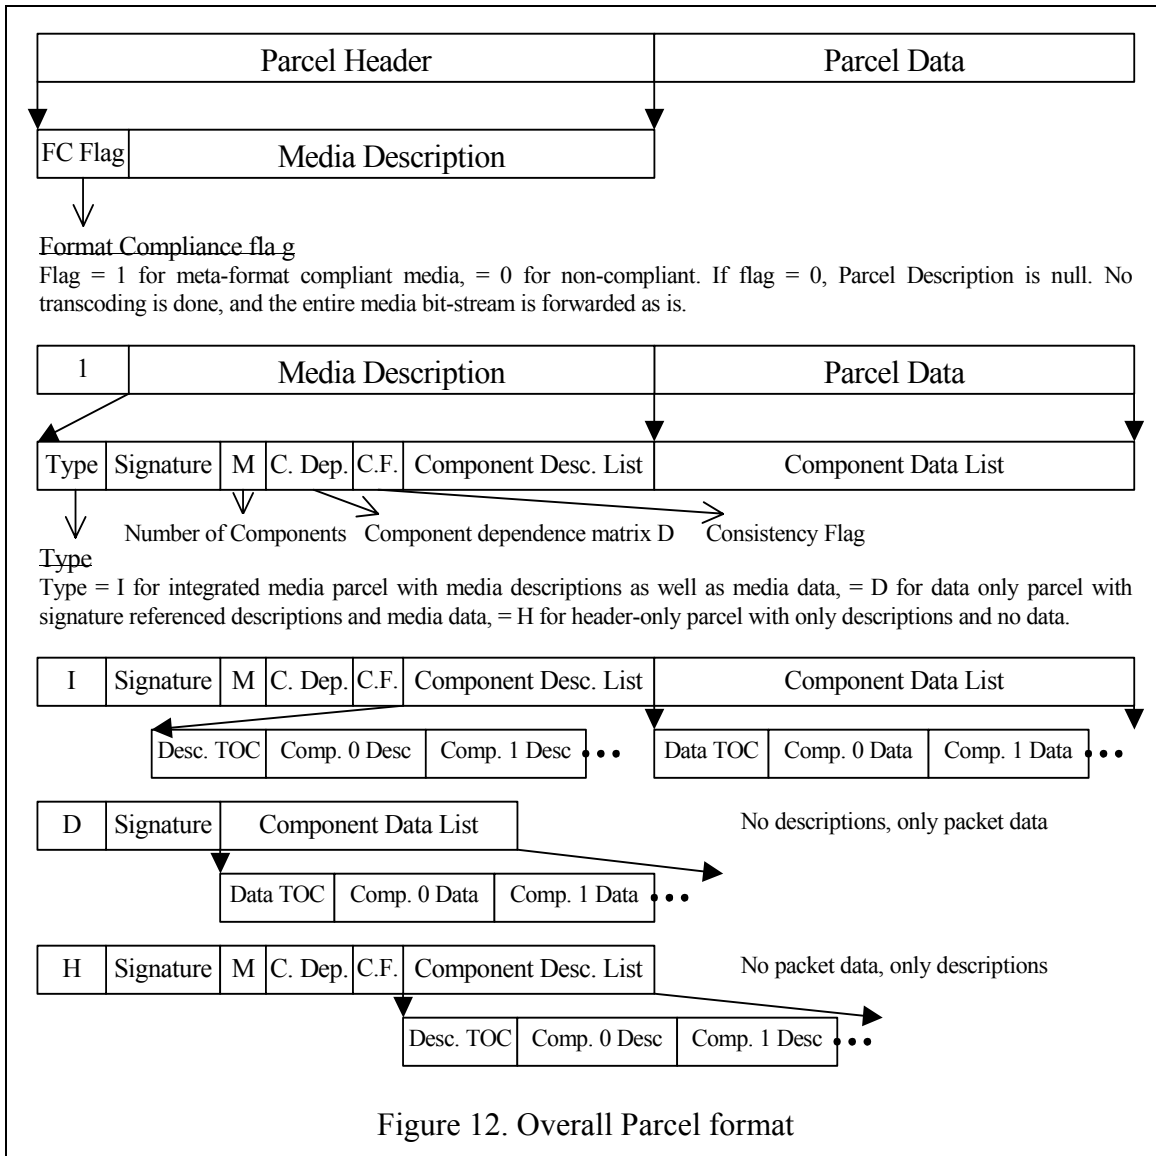 Parcel Header Parcel Data
FC Flag Media Description
Format Compliance fla g
Flag = 1 for meta-format compliant media, = 0 for non-compliant. If flag = 0, Parcel Description is null. No
transcoding is done, and the entire media bit-stream is forwarded as is.
1 Media Description Parcel Data
Type Signature M C. Dep. C.F. Component Desc. List Component Data List
Number of Components Component dependence matrix D Consistency Flag
Type
Type = I for integrated media parcel with media descriptions as well as media data, = D for data only parcel with
signature referenced descriptions and media data, = H for header-only parcel with only descriptions and no data.
I Signature M C. Dep. C.F. Component Desc. List Component Data List
Desc. TOC Comp. 0 Desc Comp. 1 Desc ••• Data TOC Comp. 0 Data Comp. 1 Data •••
D Signature Component Data List No descriptions, only packet data
Data TOC Comp. 0 Data Comp. 1 Data •••
H Signature M C. Dep. C.F. Component Desc. List No packet data, only descriptions
Desc. TOC Comp. 0 Desc Comp. 1 Desc •••
Figure 12. Overall Parcel format